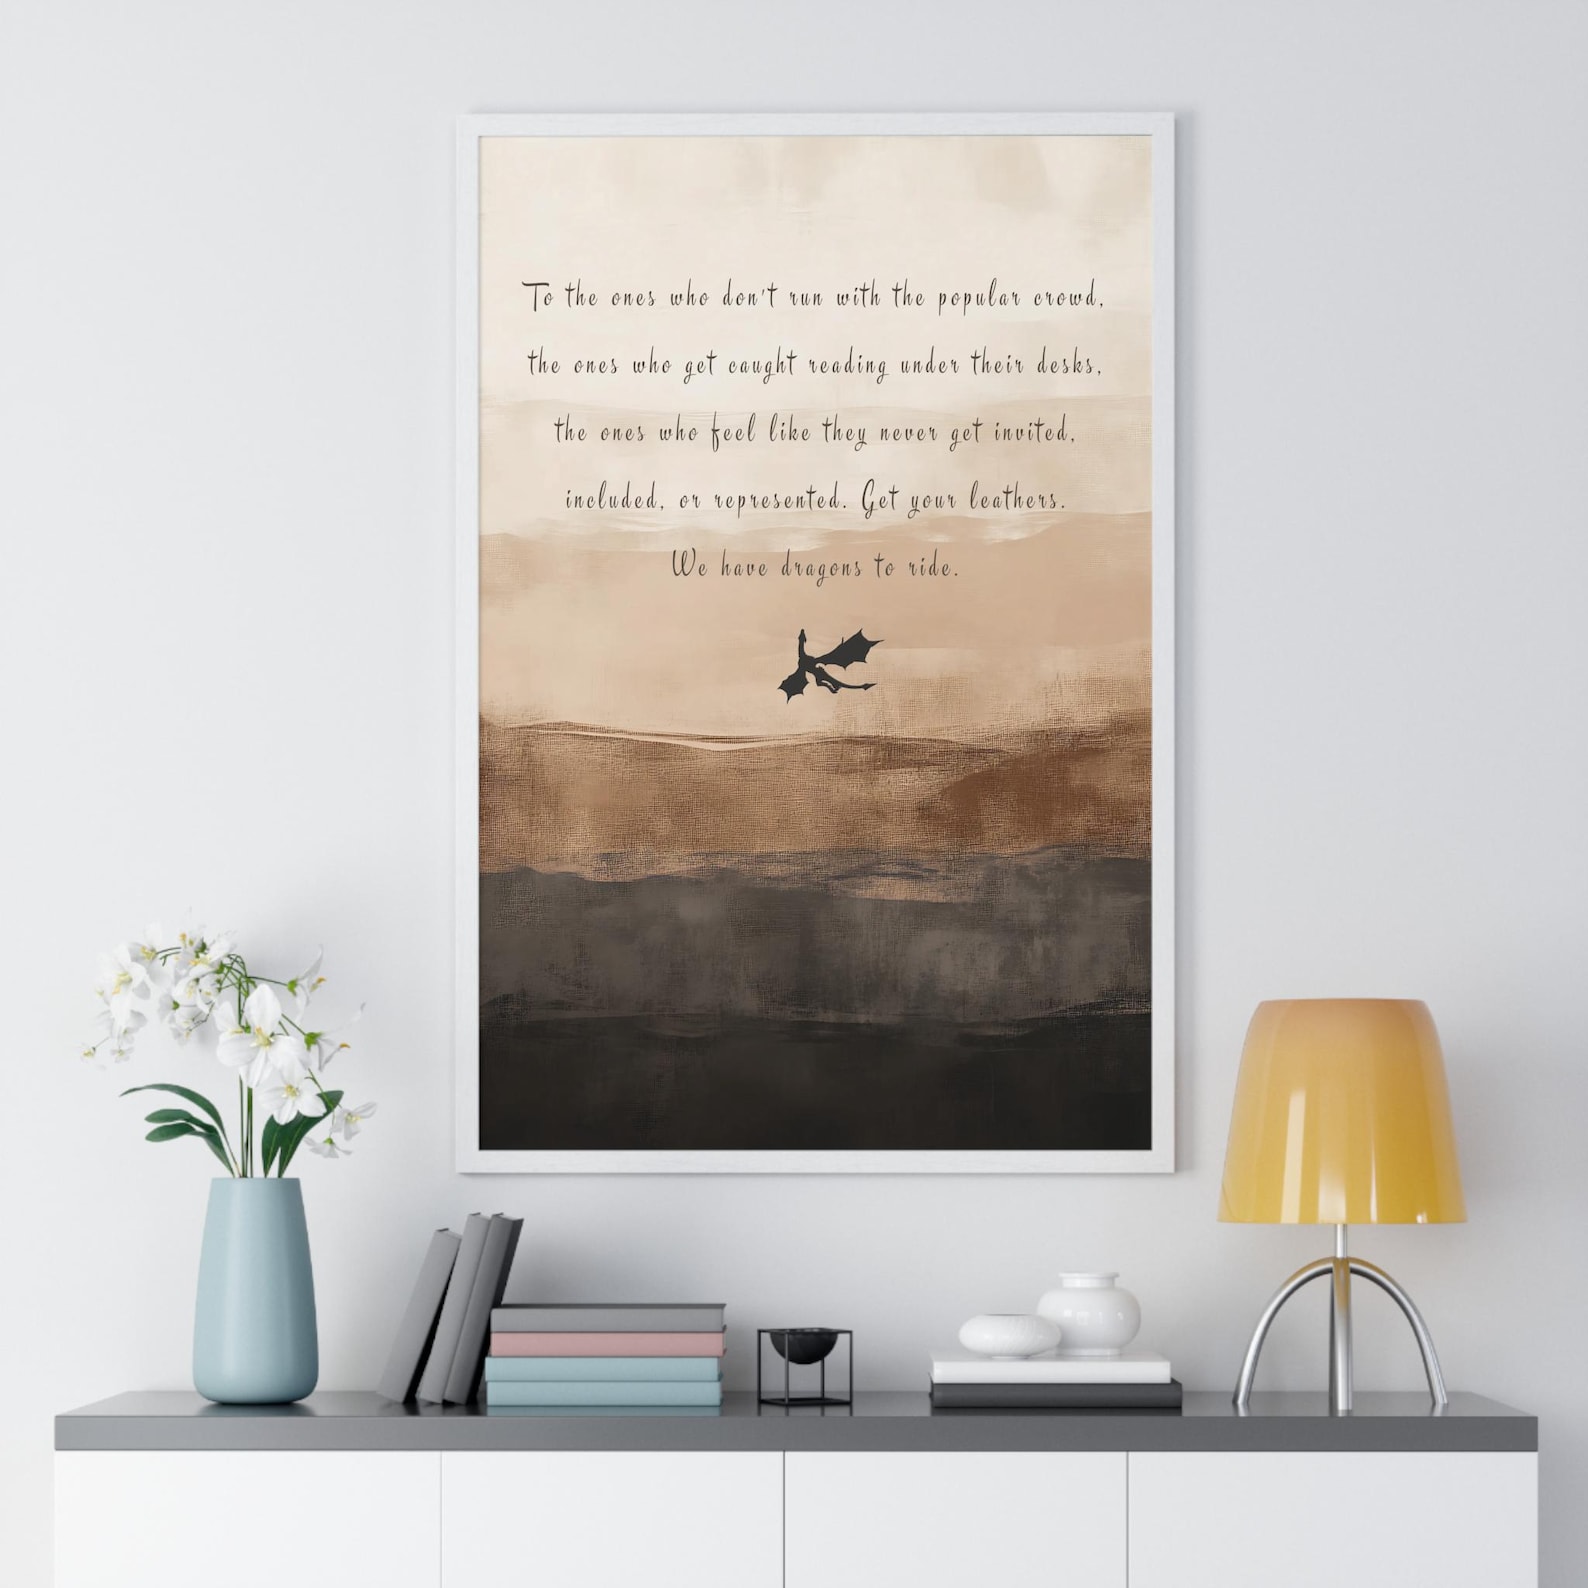 To the ones who don't run with the popular crowd,
the ones who get caught reading under their desks,
the ones who feel like they never get invited,
included, or represented. Get your leathers.
We have dragons to ride.